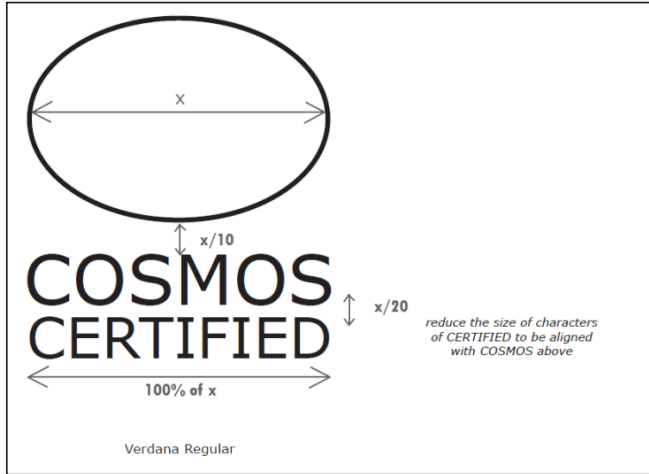 x
x/10
COSMOS
x/20
CERTIFIED
reduce the size of characters
of CERTIFIED to be aligned
with COSMOS above
100% of x
Verdana Regular